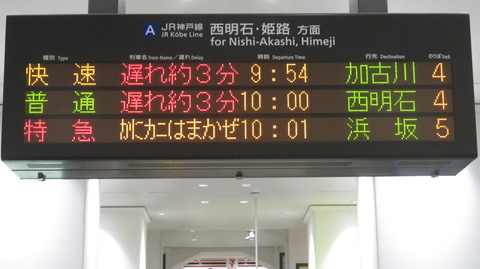 A JR神戸線 JR Kōbe Line 西明石・姫路 方面
for Nishi-Akashi, Himeji
種別 Type 列車名 Train Name／遅れ Delay 時刻 Departure Time 行先 Destination のりば Track
快速 遅れ約3分 9:54 加古川 4
普通 遅れ約3分 10:00 西明石 4
特急 かにカニはまかぜ 10:01 浜坂 5